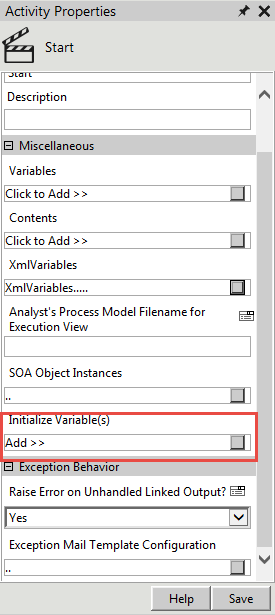 Activity Properties
Start
Start
Description
Miscellaneous
Variables
Click to Add >>
Contents
Click to Add >>
XmlVariables
XmlVariables.....
Analyst's Process Model Filename for
Execution View
SOA Object Instances
..
Initialize Variable(s)
Add >>
Exception Behavior
Raise Error on Unhandled Linked Output?
Yes
Exception Mail Template Configuration
..
Help Save